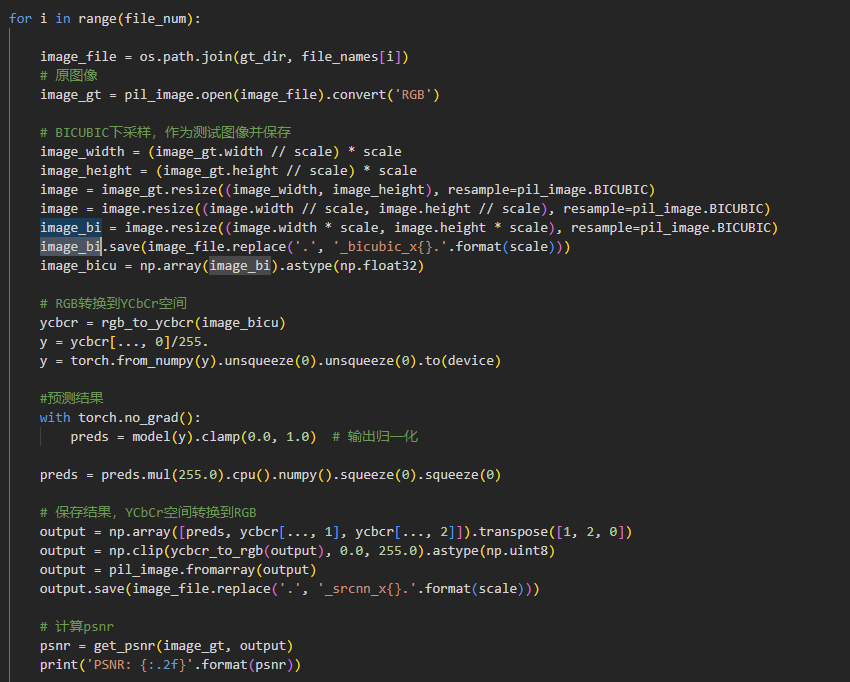 for i in range(file_num):
image_file = os.path.join(gt_dir, file_names[i])
# 原图像
image_gt = pil_image.open(image_file).convert('RGB')
# BICUBIC下采样，作为测试图像并保存
image_width = (image_gt.width // scale) * scale
image_height = (image_gt.height // scale) * scale
image = image_gt.resize((image_width, image_height), resample=pil_image.BICUBIC)
image = image.resize((image.width // scale, image.height // scale), resample=pil_image.BICUBIC)
image_bi = image.resize((image.width * scale, image.height * scale), resample=pil_image.BICUBIC)
image_bi.save(image_file.replace('.', '_bicubic_x{}.'.format(scale)))
image_bicu = np.array(image_bi).astype(np.float32)
# RGB转换到YCbCr空间
ycbcr = rgb_to_ycbcr(image_bicu)
y = ycbcr[..., 0]/255.
y = torch.from_numpy(y).unsqueeze(0).unsqueeze(0).to(device)
#预测结果
with torch.no_grad():
preds = model(y).clamp(0.0, 1.0)  # 输出归一化
preds = preds.mul(255.0).cpu().numpy().squeeze(0).squeeze(0)
# 保存结果，YCbCr空间转换到RGB
output = np.array([preds, ycbcr[..., 1], ycbcr[..., 2]]).transpose([1, 2, 0])
output = np.clip(ycbcr_to_rgb(output), 0.0, 255.0).astype(np.uint8)
output = pil_image.fromarray(output)
output.save(image_file.replace('.', '_srcnn_x{}.'.format(scale)))
# 计算psnr
psnr = get_psnr(image_gt, output)
print('PSNR: {:.2f}'.format(psnr))